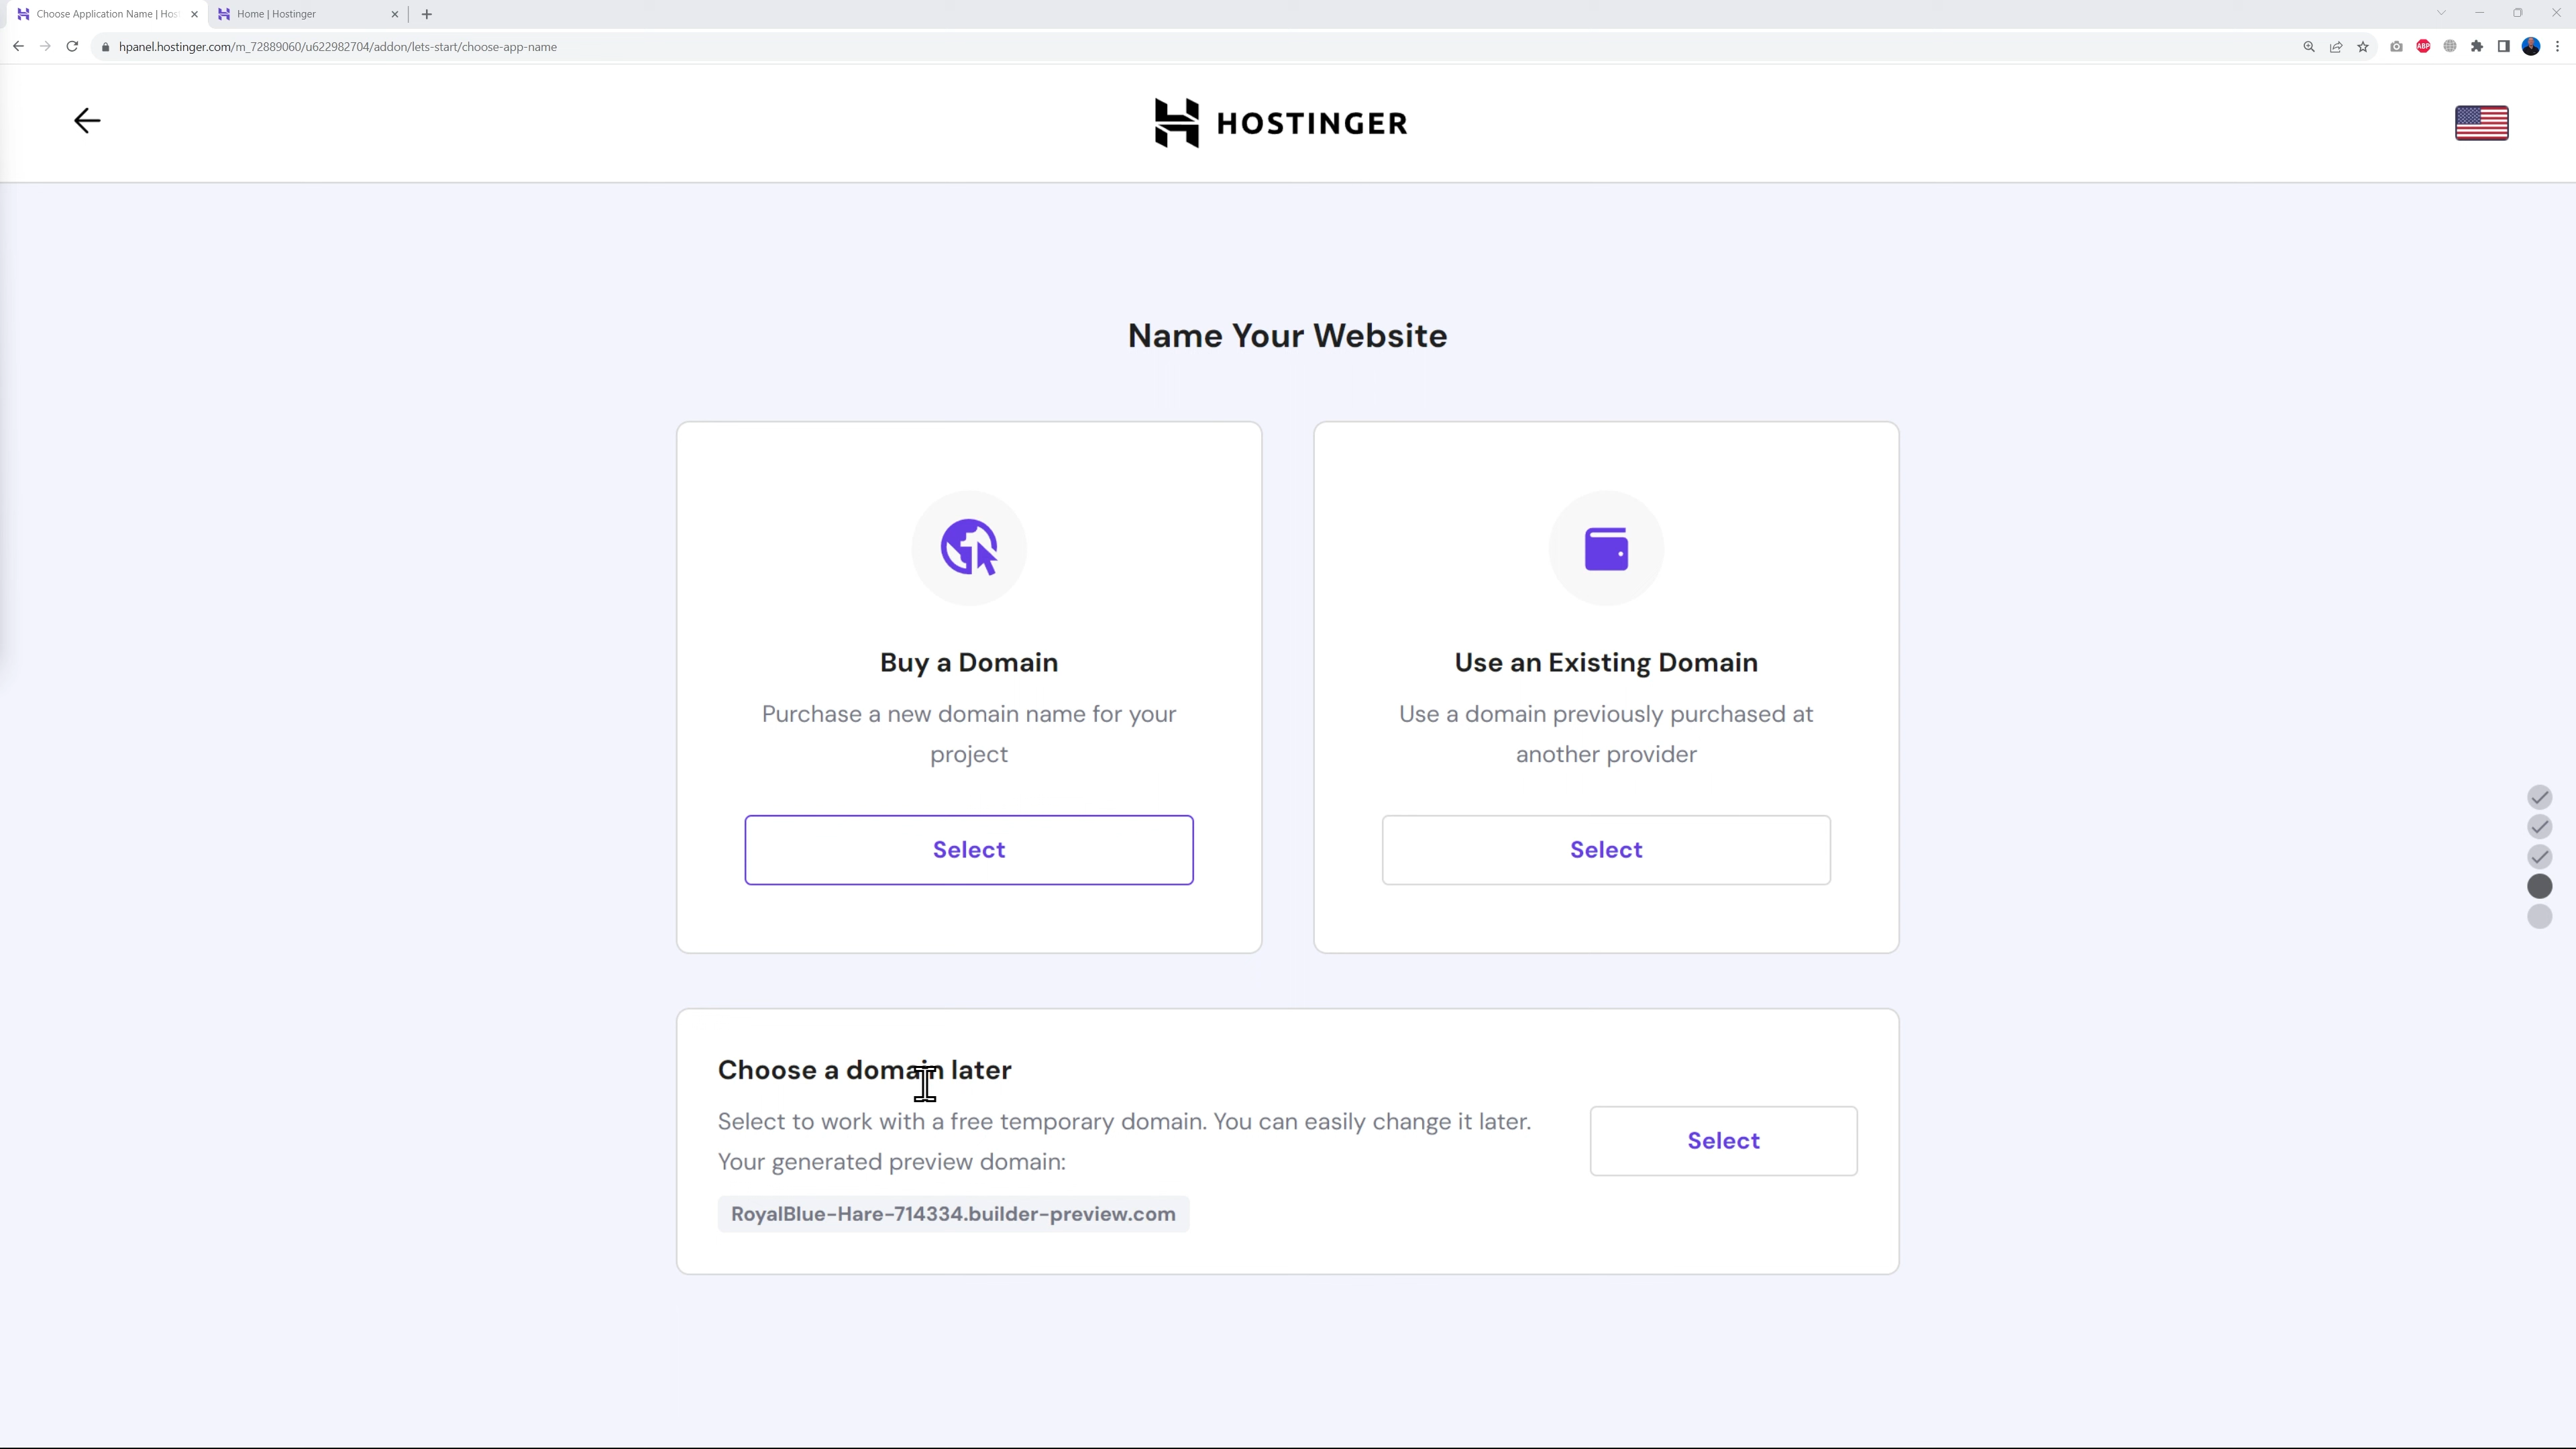 Choose Application Name | Hos
Home | Hostinger
hpanel.hostinger.com/m_72889060/u622982704/addon/lets-start/choose-app-name
ABP
HOSTINGER
Name Your Website
Buy a Domain
Purchase a new domain name for your
project
Select
Use an Existing Domain
Use a domain previously purchased at
another provider
Select
Choose a domain later
Select to work with a free temporary domain. You can easily change it later.
Your generated preview domain:
RoyalBlue-Hare-714334.builder-preview.com
Select